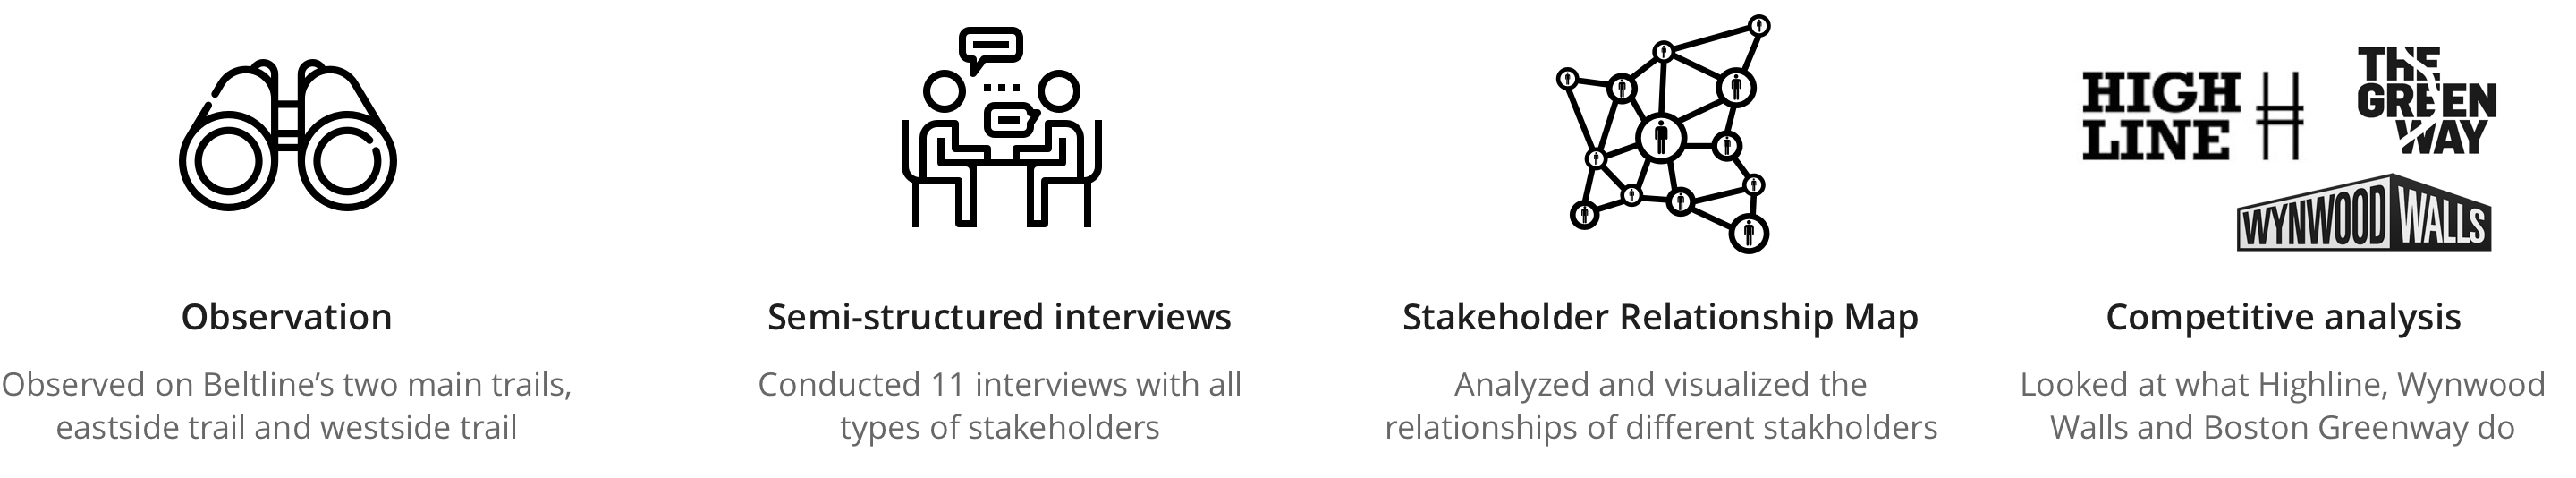 HIGH
LINE
THE
GREEN
WAY
WYNWOOD WALLS
Observation
Observed on Beltline’s two main trails,
eastside trail and westside trail
Semi-structured interviews
Conducted 11 interviews with all
types of stakeholders
Stakeholder Relationship Map
Analyzed and visualized the
relationships of different stakholders
Competitive analysis
Looked at what Highline, Wynwood
Walls and Boston Greenway do